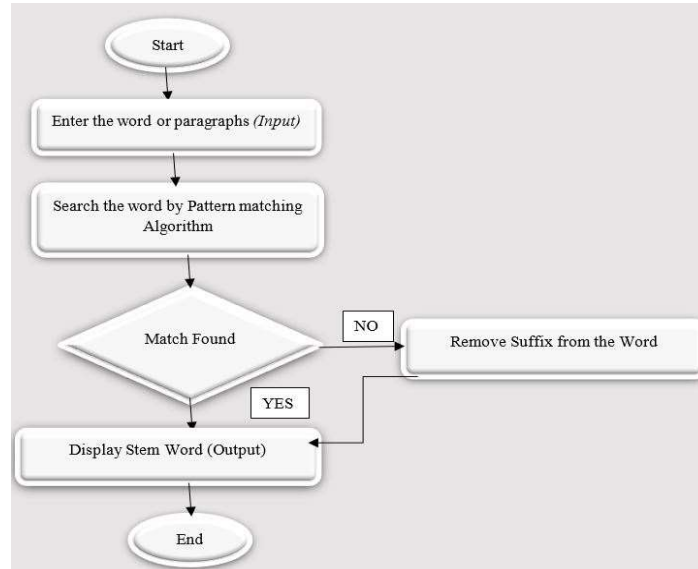 Start
Enter the word or paragraphs (Input)
Search the word by Pattern matching
Algorithm
Match Found
NO
Remove Suffix from the Word
YES
Display Stem Word (Output)
End